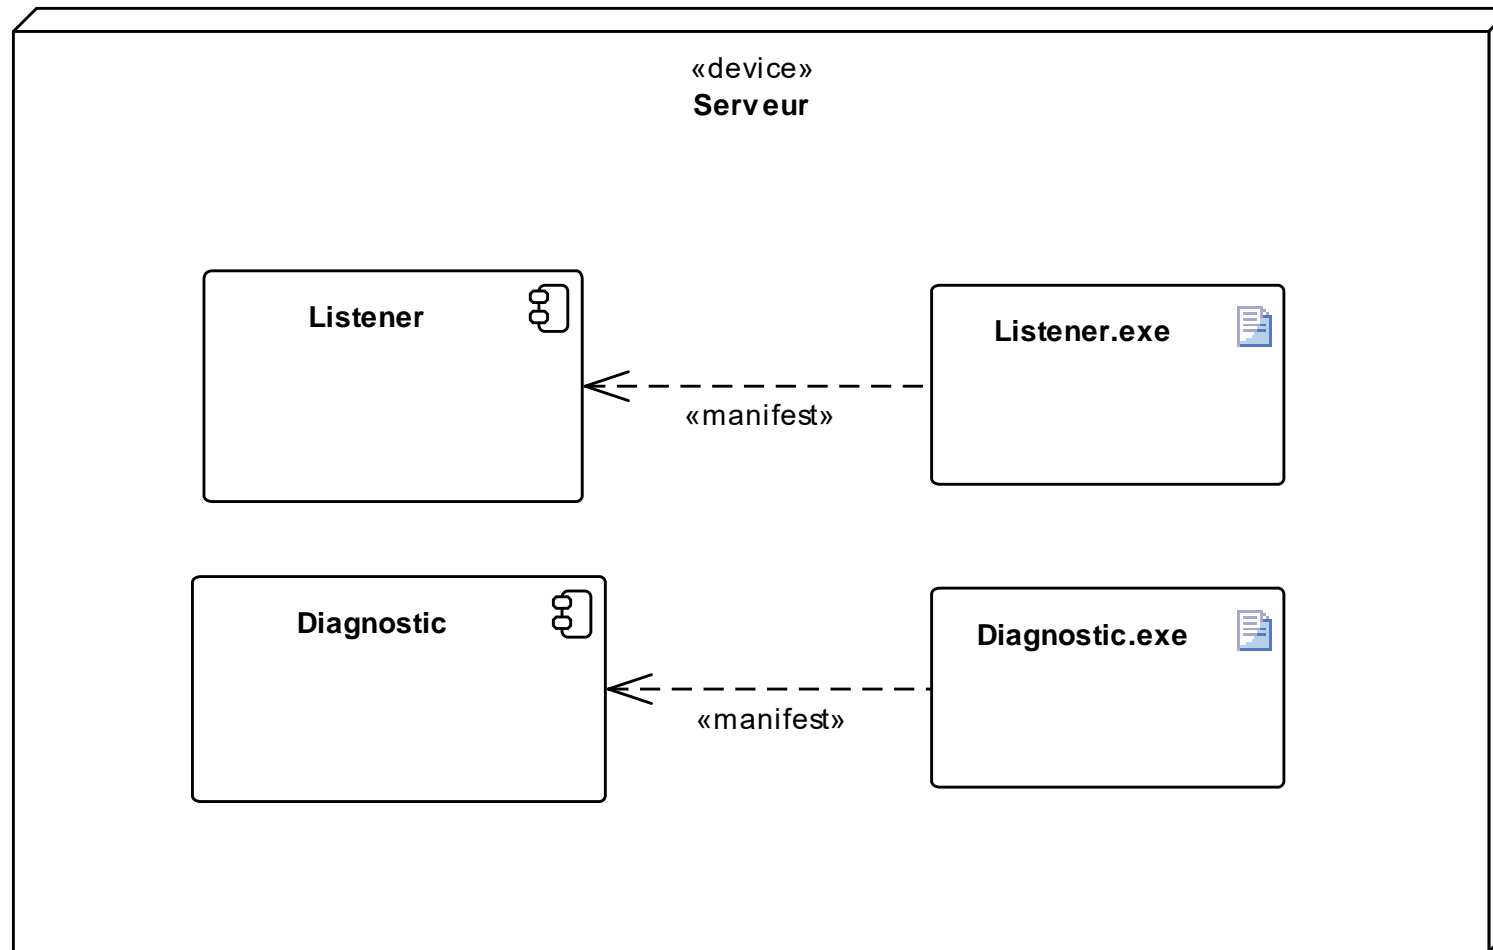 «device»
Serveur
Listener
Listener.exe
«manifest»
Diagnostic
Diagnostic.exe
«manifest»